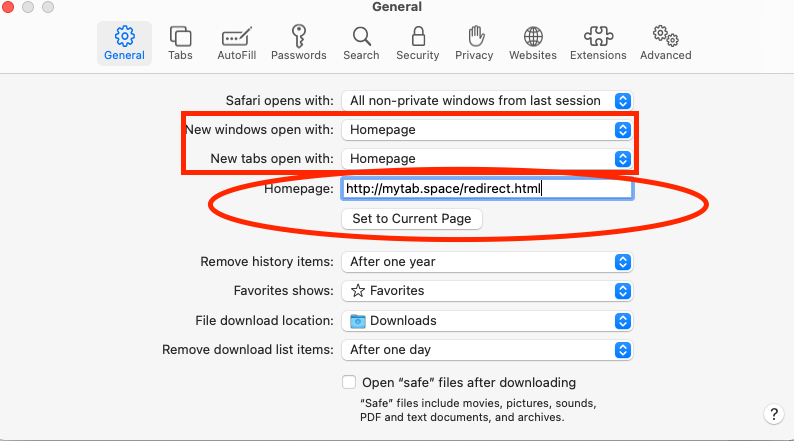 General
General Tabs AutoFill Passwords Search Security Privacy Websites Extensions Advanced
Safari opens with: All non-private windows from last session
New windows open with: Homepage
New tabs open with: Homepage
Homepage: http://mytab.space/redirect.html
Set to Current Page
Remove history items: After one year
Favorites shows: Favorites
File download location: Downloads
Remove download list items: After one day
Open “safe” files after downloading
“Safe” files include movies, pictures, sounds,
PDF and text documents, and archives.
?